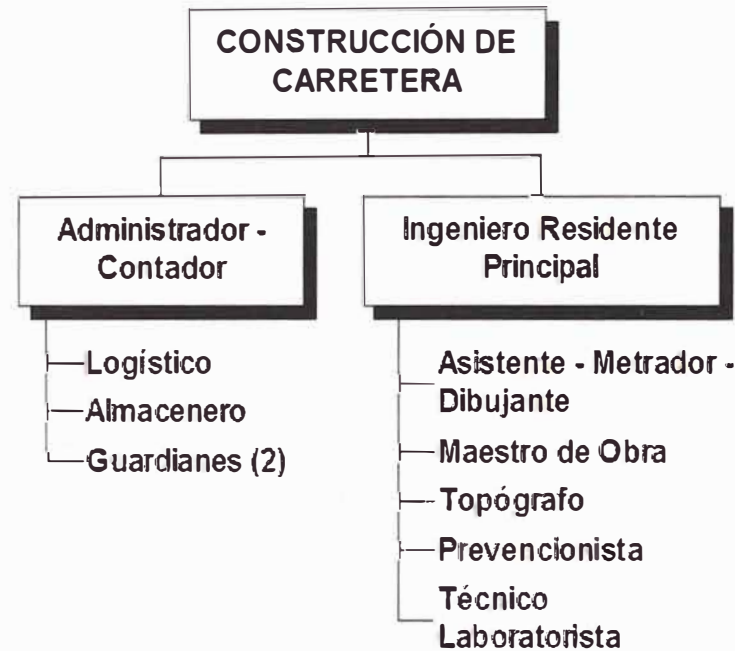 CONSTRUCCIÓN DE
CARRETERA
Administrador -
Contador
Ingeniero Residente
Principal
Logístico
Almacenero
Guardianes (2)
Asistente - Metrador -
Dibujante
Maestro de Obra
Topógrafo
Prevencionista
Técnico
Laboratorista